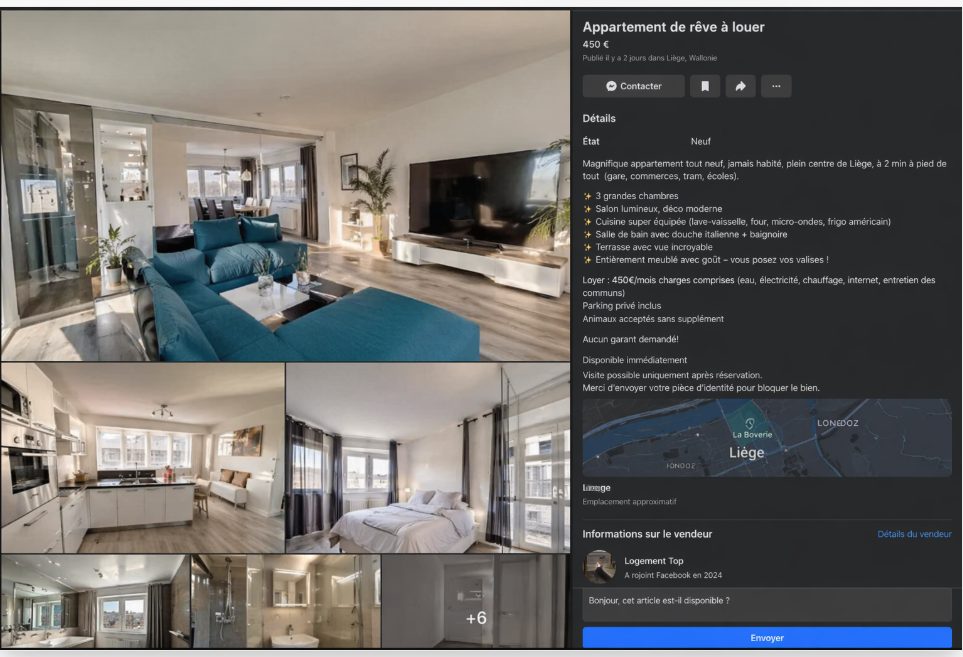 Appartement de rêve à louer
450 €
Publié il y a 2 jours dans Liège, Wallonie
Contacter
Détails
État Neuf
Magnifique appartement tout neuf, jamais habité, plein centre de Liège, à 2 min à pied de
tout (gare, commerces, tram, écoles).
✨ 3 grandes chambres
✨ Salon lumineux, déco moderne
✨ Cuisine super équipée (lave-vaisselle, four, micro-ondes, frigo américain)
✨ Salle de bain avec douche italienne + baignoire
✨ Terrasse avec vue incroyable
✨ Entièrement meublé avec goût – vous posez vos valises !
Loyer : 450€/mois charges comprises (eau, électricité, chauffage, internet, entretien des
communs)
Parking privé inclus
Animaux acceptés sans supplément
Aucun garant demandé!
Disponible immédiatement
Visite possible uniquement après réservation.
Merci d'envoyer votre pièce d'identité pour bloquer le bien.
LONGDOZ
La Boverie
Liège
Emplacement approximatif
Informations sur le vendeur
Détails du vendeur
Logement Top
A rejoint Facebook en 2024
+6
Bonjour, cet article est-il disponible ?
Envoyer